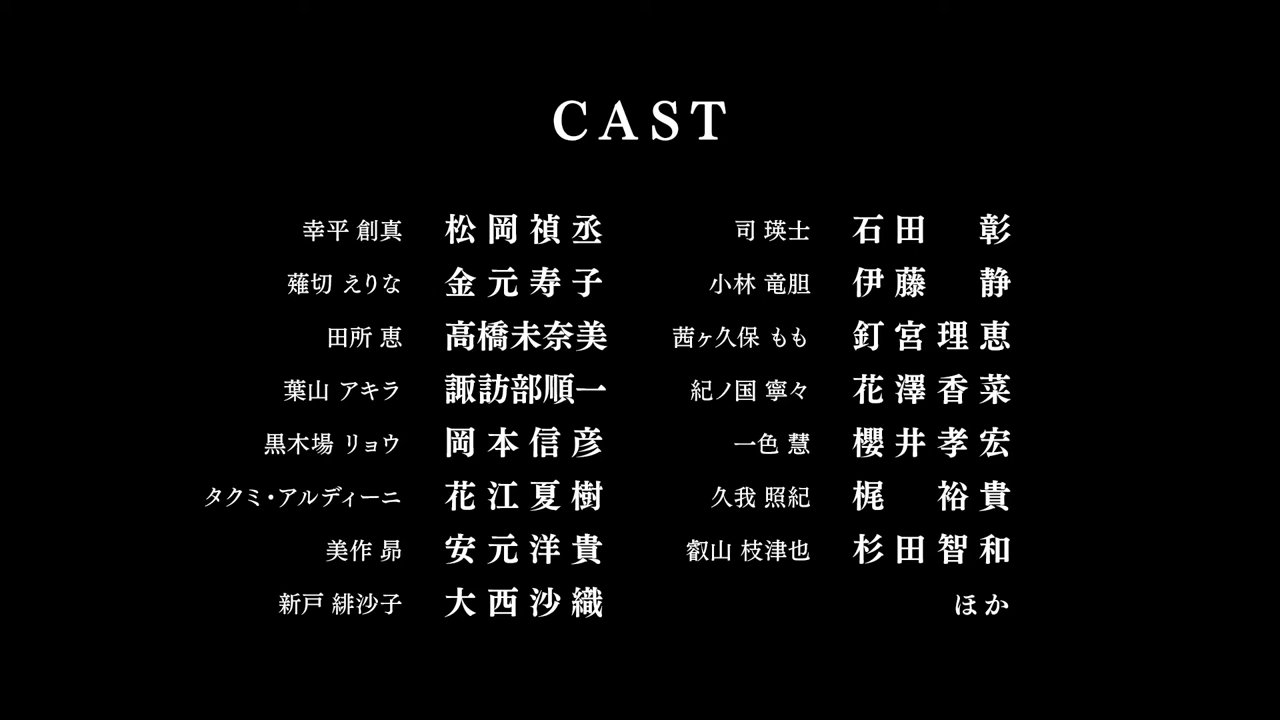 CAST
幸平 創真 松岡禎丞
薙切 えりな 金元寿子
田所 恵 高橋未奈美
葉山 アキラ 諏訪部順一
黒木場 リョウ 岡本信彦
タクミ・アルディーニ 花江夏樹
美作 昴 安元洋貴
新戸 緋沙子 大西沙織
司 瑛士 石田 彰
小林 竜胆 伊藤 静
茜ヶ久保 もも 釘宮理恵
紀ノ国 寧々 花澤香菜
一色 慧 櫻井孝宏
久我 照紀 梶 裕貴
叡山 枝津也 杉田智和
ほか